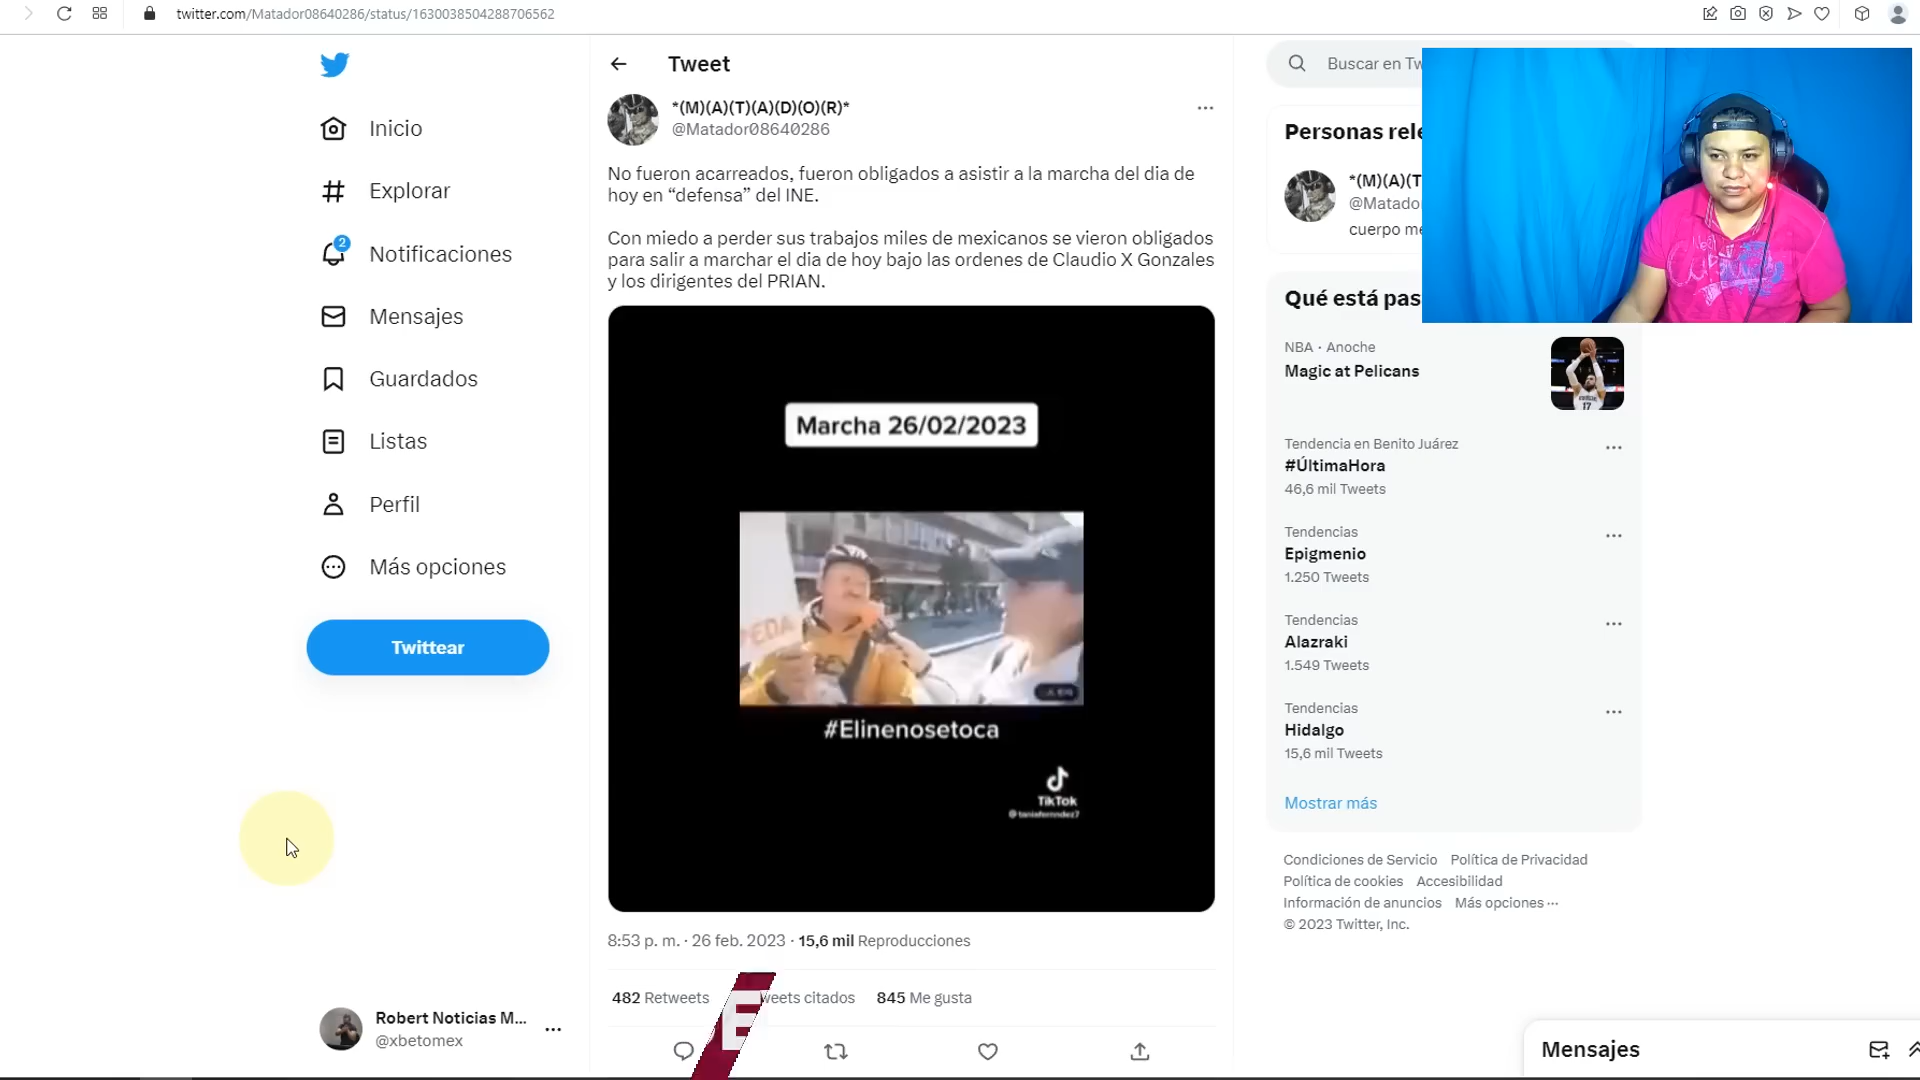 twitter.com/Matador08640286/status/1630038504288706562
Inicio
Explorar
2
Notificaciones
Mensajes
Guardados
Listas
Perfil
Más opciones
Twittear
Robert Noticias M...
@xbetomex
Tweet
*(M)(A)(T)(A)(D)(O)(R)*
@Matador08640286
No fueron acarreados, fueron obligados a asistir a la marcha del dia de
hoy en “defensa” del INE.
Con miedo a perder sus trabajos miles de mexicanos se vieron obligados
para salir a marchar el dia de hoy bajo las ordenes de Claudio X Gonzales
y los dirigentes del PRIAN.
Marcha 26/02/2023
EDA
#Elinenosetoca
TikTok
8:53 p. m. · 26 feb. 2023 · 15,6 mil Reproducciones
482 Retweets
weets citados
845 Me gusta
E
Buscar en Tw
Personas rele
*(M)(A)(T
@Matador
cuerpo me
Qué está pas
NBA · Anoche
Magic at Pelicans
17
Tendencia en Benito Juárez
#ÚltimaHora
46,6 mil Tweets
Tendencias
Epigmenio
1.250 Tweets
Tendencias
Alazraki
1.549 Tweets
Tendencias
Hidalgo
15,6 mil Tweets
Mostrar más
Condiciones de Servicio Política de Privacidad
Política de cookies Accesibilidad
Información de anuncios Más opciones ···
© 2023 Twitter, Inc.
Mensajes